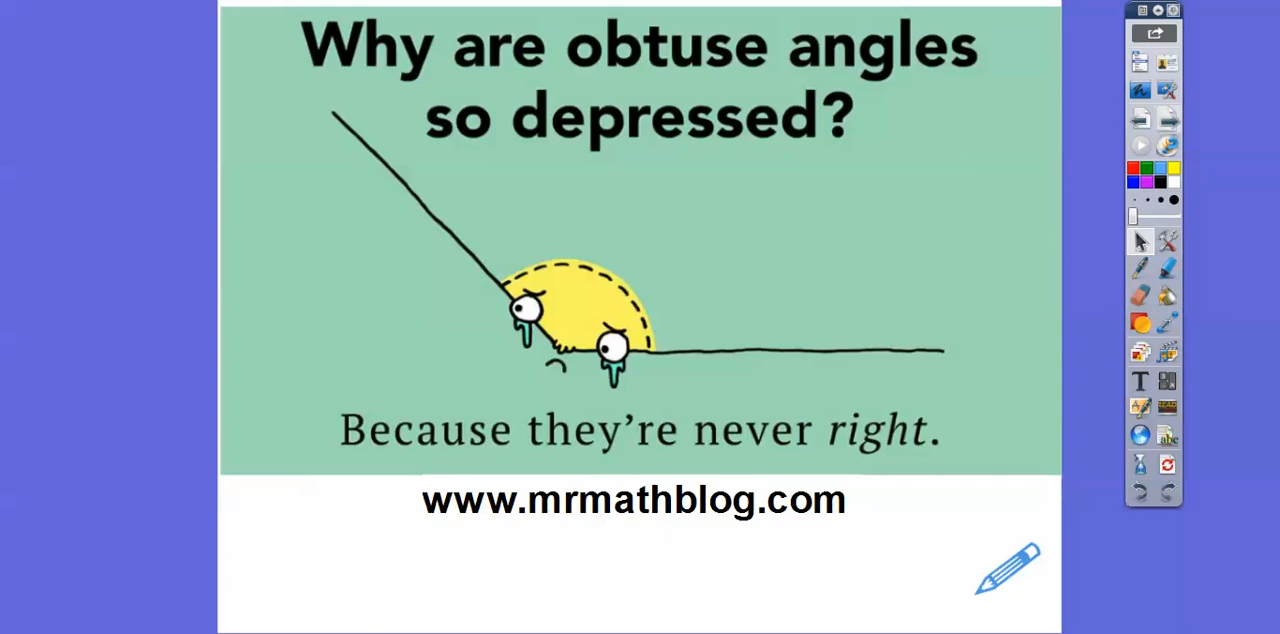 Why are obtuse angles
so depressed?
Because they're never right.
www.mrmathblog.com